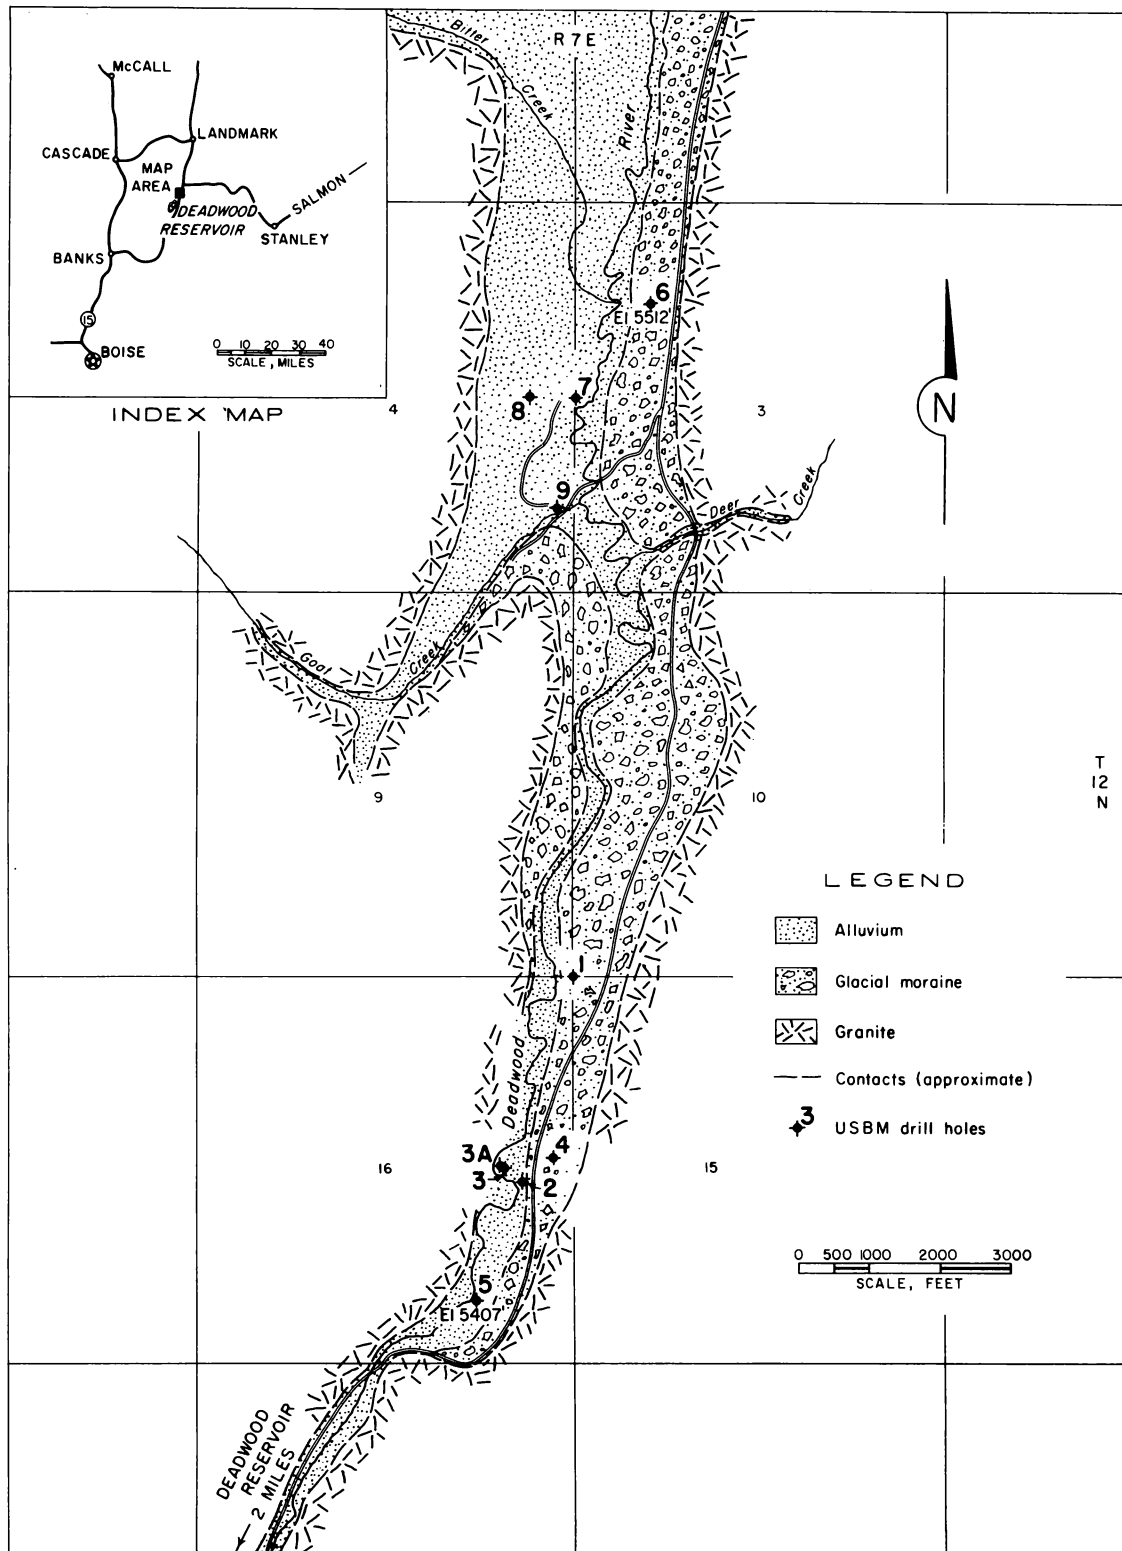 McCALL
LANDMARK
CASCADE
MAP
AREA
SALMON
DEADWOOD
RESERVOIR
STANLEY
BANKS
15
BOISE
0 10 20 30 40
SCALE, MILES
INDEX MAP
Bitter
Creek
R 7 E
River
6
El 5512'
7
8
4
3
N
9
Deer
Creek
Goat
Creek
9
10
T
12
N
LEGEND
Alluvium
Glacial moraine
Granite
Contacts (approximate)
3
USBM drill holes
1
Deadwood
3A
3
4
2
16
15
0 500 1000 2000 3000
SCALE, FEET
5
El 5407'
DEADWOOD
RESERVOIR
2 MILES